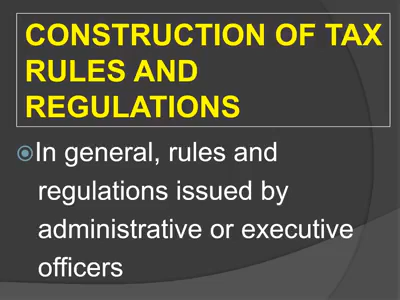 CONSTRUCTION OF TAX
RULES AND
REGULATIONS
In general, rules and
regulations issued by
administrative or executive
officers